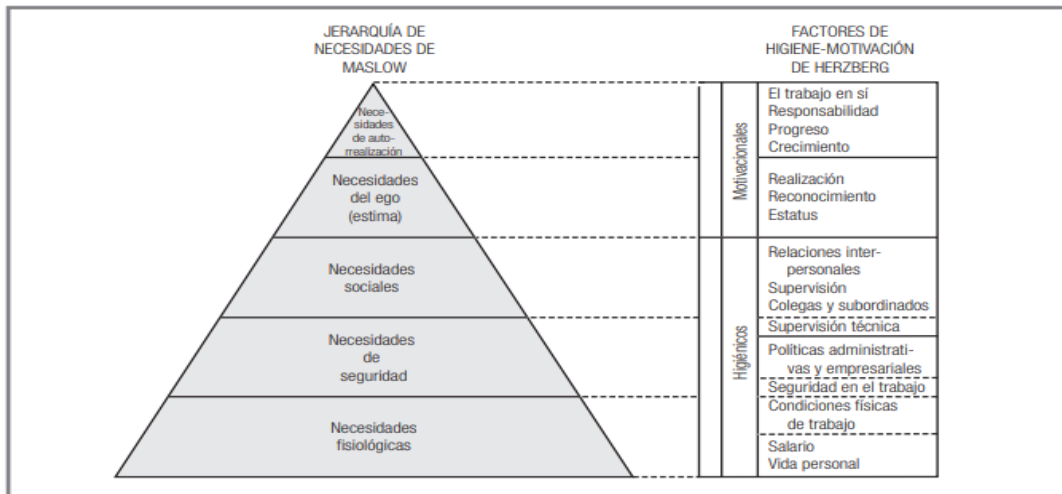 JERARQUÍA DE
NECESIDADES DE
MASLOW
Nece-
sidades
de auto-
rrealización
Necesidades
del ego
(estima)
Necesidades
sociales
Necesidades
de
seguridad
Necesidades
fisiológicas
FACTORES DE
HIGIENE-MOTIVACIÓN
DE HERZBERG
Motivacionales
El trabajo en sí
Responsabilidad
Progreso
Crecimiento
Realización
Reconocimiento
Estatus
Higiénicos
Relaciones inter-
personales
Supervisión
Colegas y subordinados
Supervisión técnica
Políticas administrati-
vas y empresariales
Seguridad en el trabajo
Condiciones físicas
de trabajo
Salario
Vida personal